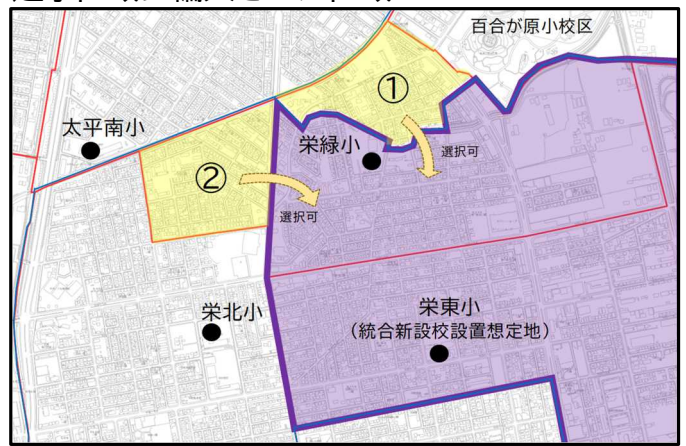 百合が原小校区
①
太平南小
栄緑小
選択可
②
選択可
栄北小
栄東小
（統合新設校設置想定地）